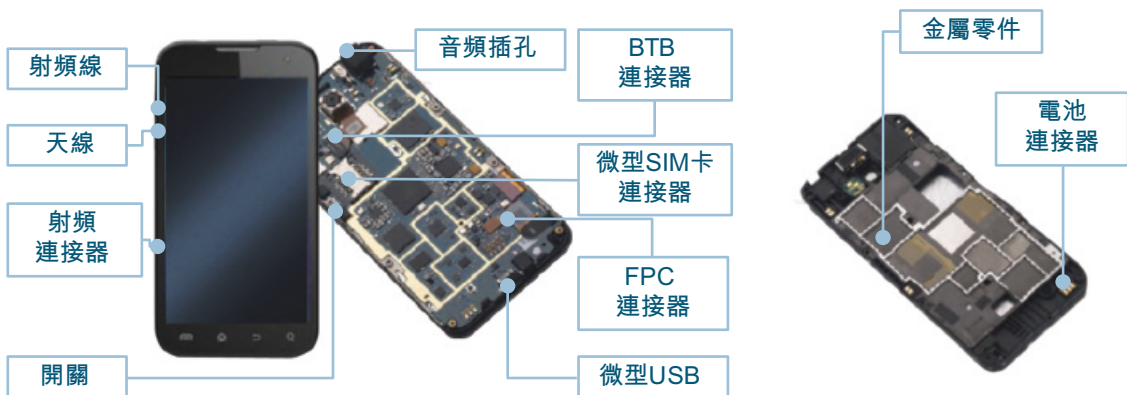 射頻線
天線
射頻
連接器
開關
音頻插孔
BTB
連接器
微型SIM卡
連接器
FPC
連接器
微型USB
金屬零件
電池
連接器